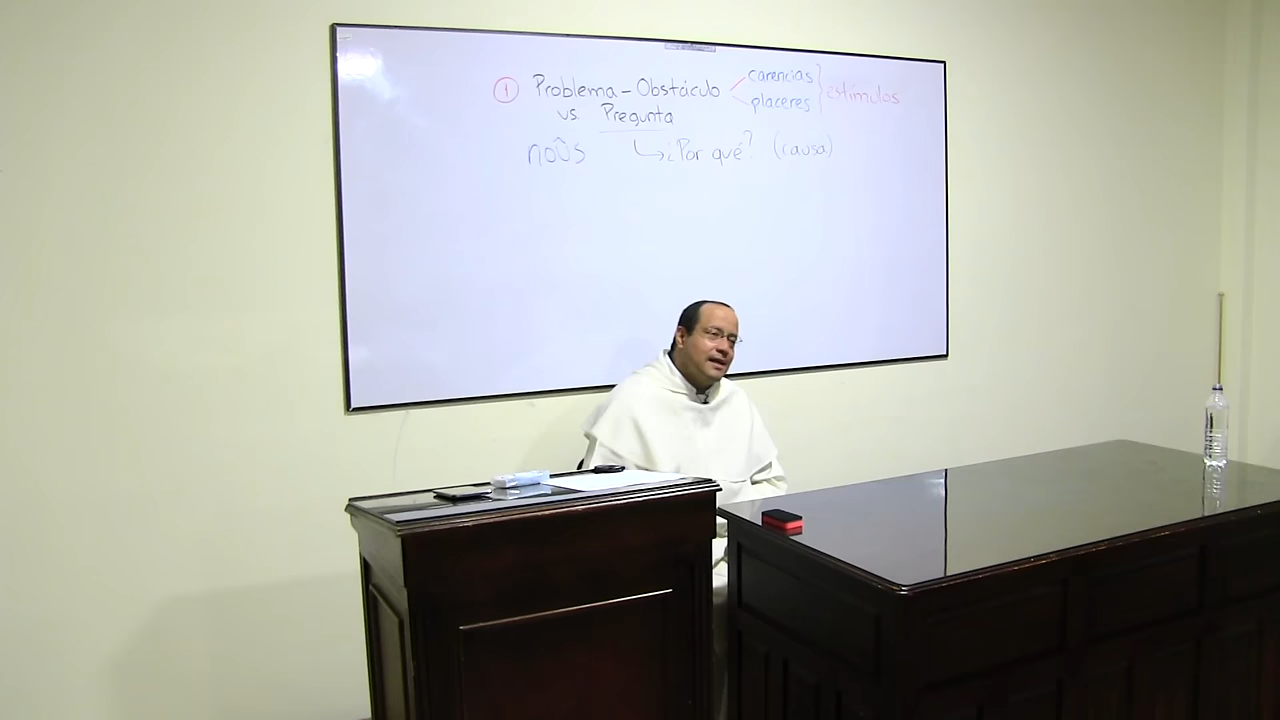 ① Problema - Obstáculo carencias placeres estímulos
vs. Pregunta
noûs ¿Por qué? (causa)